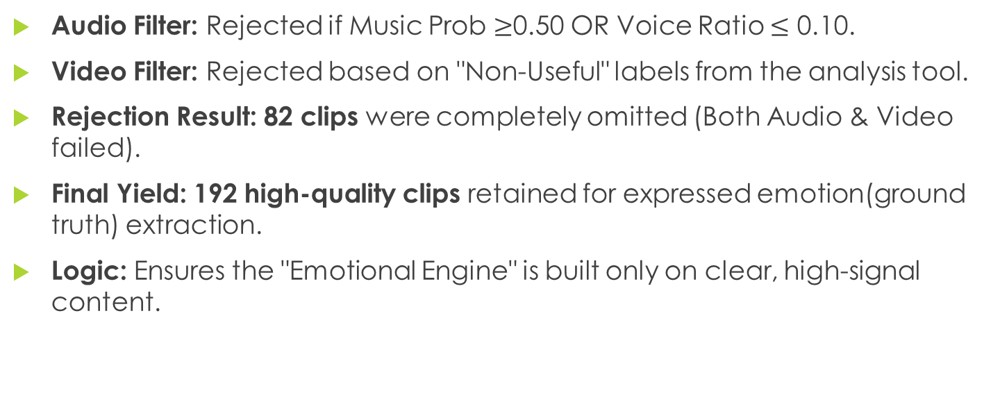 Audio Filter: Rejected if Music Prob ≥0.50 OR Voice Ratio ≤ 0.10.
Video Filter: Rejected based on "Non-Useful" labels from the analysis tool.
Rejection Result: 82 clips were completely omitted (Both Audio & Video
failed).
Final Yield: 192 high-quality clips retained for expressed emotion(ground
truth) extraction.
Logic: Ensures the "Emotional Engine" is built only on clear, high-signal
content.